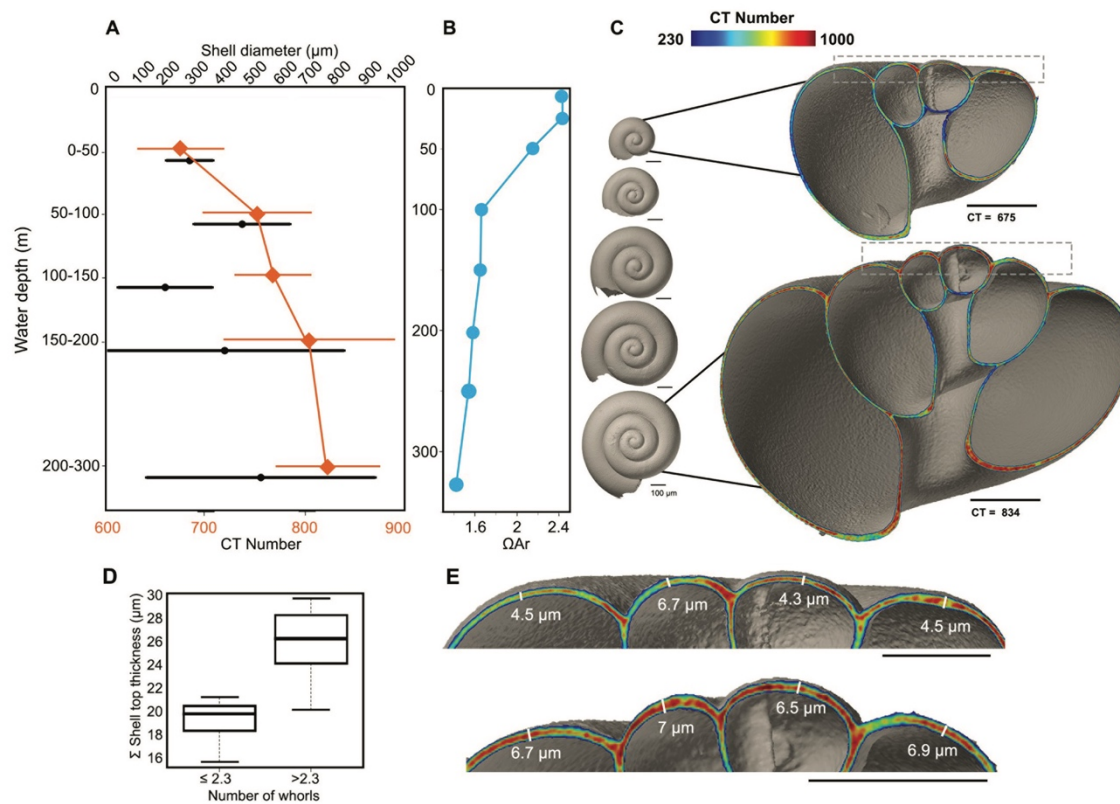 A
Shell diameter (µm)
0 100 200 300 400 500 600 700 800 900 1000
Water depth (m)
0-50
50-100
100-150
150-200
200-300
600 700 800 900
CT Number
B
0
50
100
200
300
1.6 2 2.4
ΩAr
CT Number
230 1000
C
CT = 675
100 µm
CT = 834
D
Σ Shell top thickness (µm)
30
28
26
24
22
20
18
16
≤ 2.3 >2.3
Number of whorls
E
4.5 µm 6.7 µm 4.3 µm 4.5 µm
6.7 µm 7 µm 6.5 µm 6.9 µm